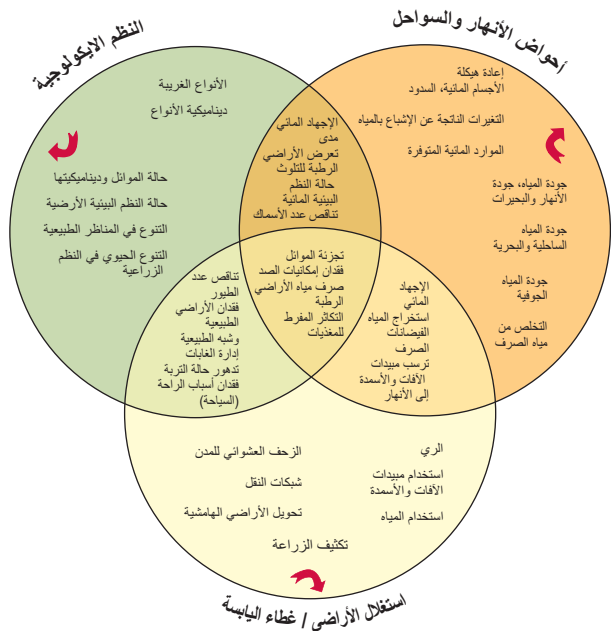 أحواض الأنهار والسواحل
النظم الايكولوجية
إعادة هيكلة
الأجسام المائية، السدود
التغيرات الناتجة عن الإشباع بالمياه
الموارد المائية المتوفرة
جودة المياه، جودة
الأنهار والبحيرات
جودة المياه
الساحلية والبحرية
جودة المياه
الجوفية
التخلص من
مياه الصرف
الأنواع الغريبة
ديناميكية الأنواع
حالة الموائل وديناميكيتها
حالة النظم البيئية الأرضية
التنوع في المناظر الطبيعية
التنوع الحيوي في النظم
الزراعية
الإجهاد المائي
مدى
تعرض الأراضي
الرطبة للتلوث
حالة النظم
البيئية المائية
تناقص عدد الأسماك
تجزئة الموائل
فقدان إمكانيات الصد
صرف مياه الأراضي
الرطبة
التكاثر المفرط
للمغذيات
الإجهاد
المائي
استخراج المياه
الفيضانات
الصرف
ترسب مبيدات
الأفات والأسمدة
إلى الأنهار
تناقص عدد
الطيور
فقدان الأراضي
الطبيعية
وشبه الطبيعية
إدارة الغابات
تدهور حالة التربة
فقدان أسباب الراحة
(السياحة)
الري
استخدام مبيدات
الآفات والأسمدة
استخدام المياه
الزحف العشوائي للمدن
شبكات النقل
تحويل الأراضي الهامشية
تكثيف الزراعة
استغلال الأراضي / غطاء اليابسة